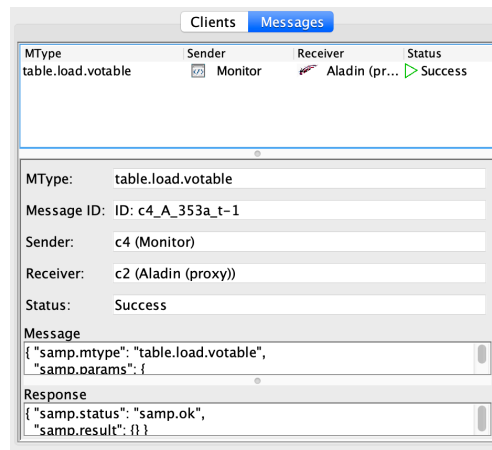 Clients Messages
MType Sender Receiver Status
table.load.votable Monitor Aladin (pr... Success
MType: table.load.votable
Message ID: ID: c4_A_353a_t-1
Sender: c4 (Monitor)
Receiver: c2 (Aladin (proxy))
Status: Success
Message
{ "samp.mtype": "table.load.votable",
"samp.params": {
Response
{ "samp.status": "samp.ok",
"samp.result": {} }